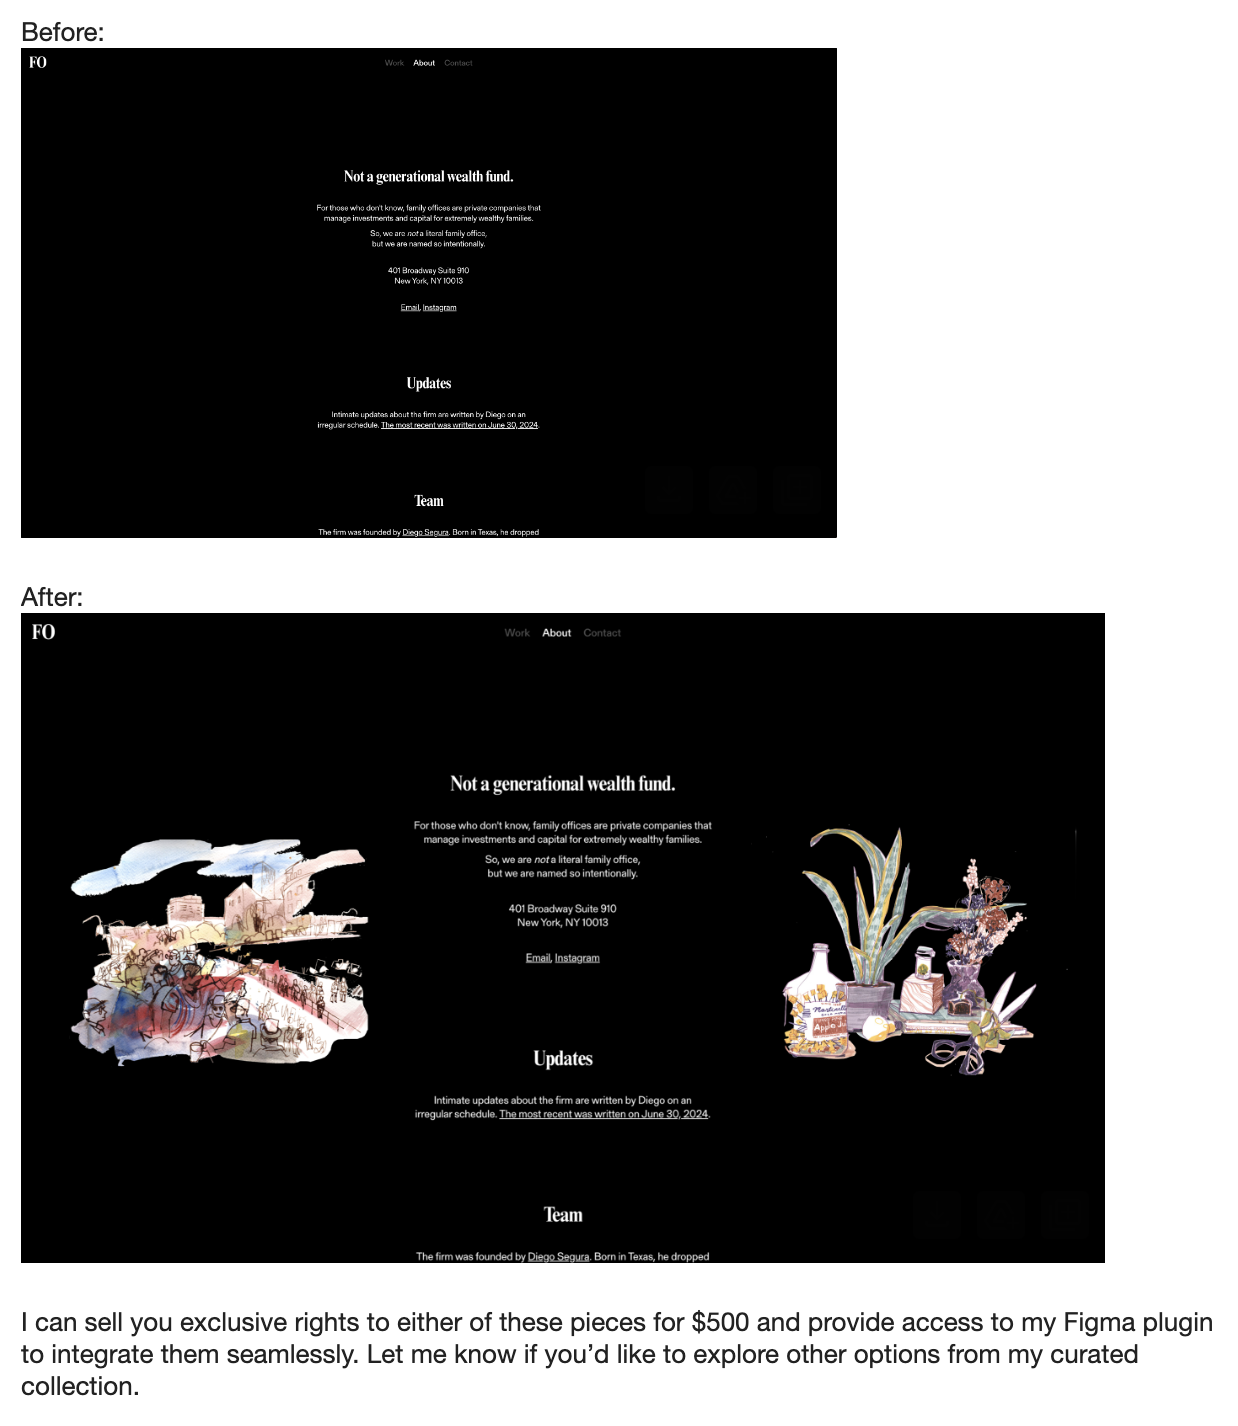 Before:
FO
Work About Contact
Not a generational wealth fund.
For those who don't know, family offices are private companies that
manage investments and capital for extremely wealthy families.
So, we are not a literal family office,
but we are named so intentionally.
401 Broadway Suite 910
New York, NY 10013
Email, Instagram
Updates
Intimate updates about the firm are written by Diego on an
irregular schedule. The most recent was written on June 30, 2024.
Team
The firm was founded by Diego Segura. Born in Texas, he dropped
After:
FO
Work About Contact
Not a generational wealth fund.
For those who don't know, family offices are private companies that
manage investments and capital for extremely wealthy families.
So, we are not a literal family office,
but we are named so intentionally.
401 Broadway Suite 910
New York, NY 10013
Email, Instagram
Apple Ju
Updates
Intimate updates about the firm are written by Diego on an
irregular schedule. The most recent was written on June 30, 2024.
Team
The firm was founded by Diego Segura. Born in Texas, he dropped
I can sell you exclusive rights to either of these pieces for $500 and provide access to my Figma plugin
to integrate them seamlessly. Let me know if you’d like to explore other options from my curated
collection.